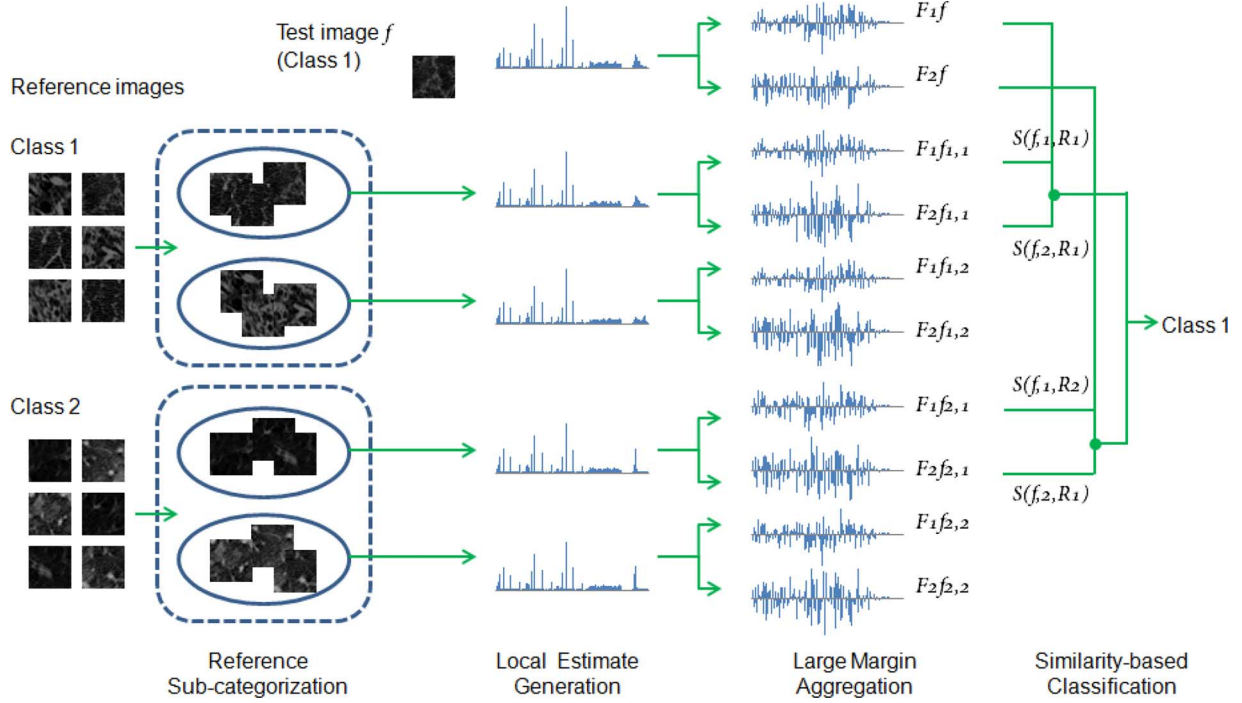 Test image f
(Class 1)
Reference images
Class 1
Class 2
F1f
F2f
F1f1,1
F2f1,1
F1f1,2
F2f1,2
F1f2,1
F2f2,1
F1f2,2
F2f2,2
S(f,1,R1)
S(f,2,R1)
S(f,1,R2)
S(f,2,R1)
Class 1
Reference
Sub-categorization
Local Estimate
Generation
Large Margin
Aggregation
Similarity-based
Classification